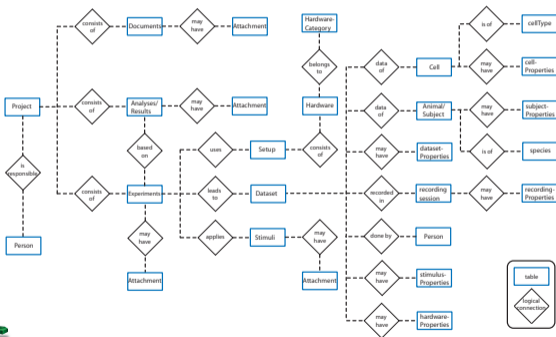 consists
of
Documents
may
have
Attachment
Hardware-
Category
is of
cellType
data
of
Cell
belongs
to
may
have
cell-
Properties
Project
consists
of
Analyses/
Results
may
have
Attachment
Hardware
data
of
Animal/
Subject
may
have
subject-
Properties
based
on
uses
Setup
consists
of
may
have
dataset-
Properties
is of
species
is
responsible
consists
of
Experiments
leads
to
Dataset
recorded
in
recording
session
may
have
recording-
Properties
Person
may
have
applies
Stimuli
may
have
done by
Person
Attachment
Attachment
may
have
stimulus-
Properties
may
have
hardware-
Properties
table
logical
connection